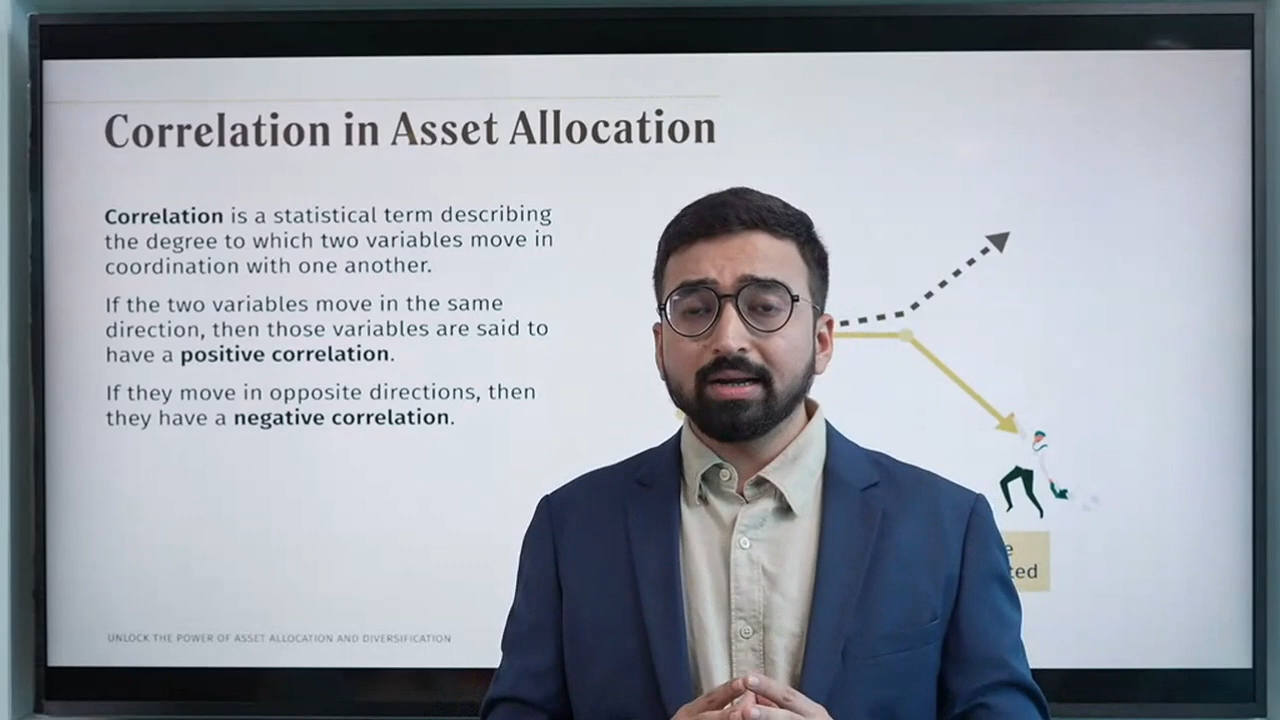 Correlation in Asset Allocation
Correlation is a statistical term describing
the degree to which two variables move in
coordination with one another.
If the two variables move in the same
direction, then those variables are said to
have a positive correlation.
If they move in opposite directions, then
they have a negative correlation.
UNLOCK THE POWER OF ASSET ALLOCATION AND DIVERSIFICATION